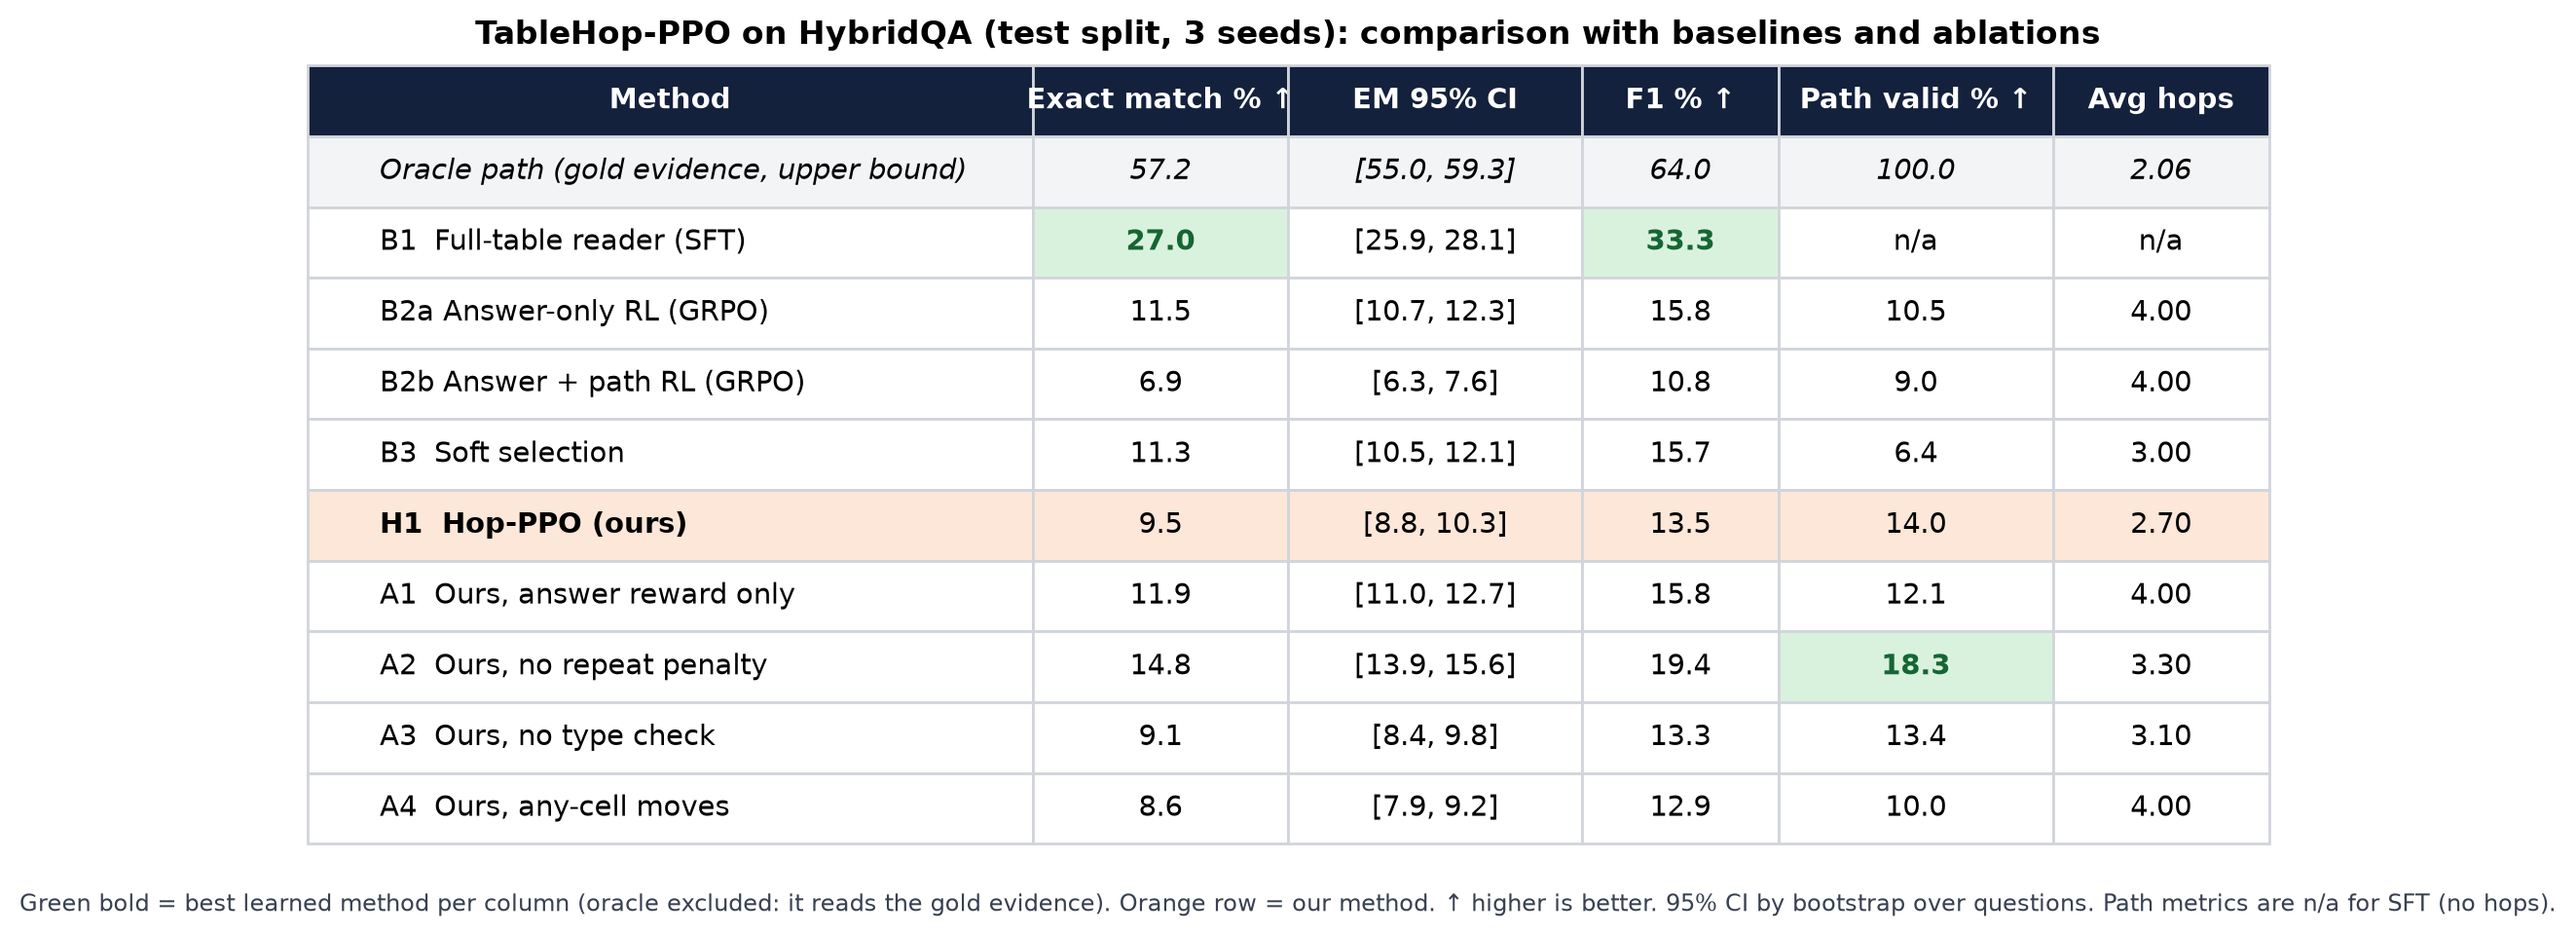 TableHop-PPO on HybridQA (test split, 3 seeds): comparison with baselines and ablations
Method Exact match % ↑ EM 95% CI F1 % ↑ Path valid % ↑ Avg hops
Oracle path (gold evidence, upper bound) 57.2 [55.0, 59.3] 64.0 100.0 2.06
B1 Full-table reader (SFT) 27.0 [25.9, 28.1] 33.3 n/a n/a
B2a Answer-only RL (GRPO) 11.5 [10.7, 12.3] 15.8 10.5 4.00
B2b Answer + path RL (GRPO) 6.9 [6.3, 7.6] 10.8 9.0 4.00
B3 Soft selection 11.3 [10.5, 12.1] 15.7 6.4 3.00
H1 Hop-PPO (ours) 9.5 [8.8, 10.3] 13.5 14.0 2.70
A1 Ours, answer reward only 11.9 [11.0, 12.7] 15.8 12.1 4.00
A2 Ours, no repeat penalty 14.8 [13.9, 15.6] 19.4 18.3 3.30
A3 Ours, no type check 9.1 [8.4, 9.8] 13.3 13.4 3.10
A4 Ours, any-cell moves 8.6 [7.9, 9.2] 12.9 10.0 4.00
Green bold = best learned method per column (oracle excluded: it reads the gold evidence). Orange row = our method. ↑ higher is better. 95% CI by bootstrap over questions. Path metrics are n/a for SFT (no hops).